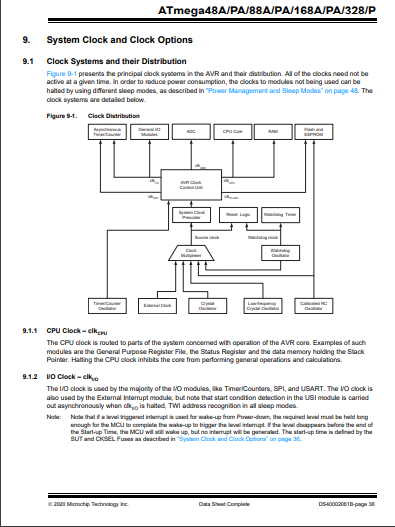 ATmega48A/PA/88A/PA/168A/PA/328/P
9. System Clock and Clock Options
9.1 Clock Systems and their Distribution
Figure 9-1 presents the principal clock systems in the AVR and their distribution. All of the clocks need not be
active at a given time. In order to reduce power consumption, the clocks to modules not being used can be
halted by using different sleep modes, as described in "Power Management and Sleep Modes" on page 48. The
clock systems are detailed below.
Figure 9-1. Clock Distribution
Asynchronous
Timer/Counter
General I/O
Modules
ADC
CPU Core
RAM
Flash and
EEPROM
clkADC
clkI/O
AVR Clock
Control Unit
clkCPU
clkASY
clkFLASH
System Clock
Prescaler
Reset Logic
Watchdog Timer
Source clock
Watchdog clock
Clock
Multiplexer
Watchdog
Oscillator
Timer/Counter
Oscillator
External Clock
Crystal
Oscillator
Low-frequency
Crystal Oscillator
Calibrated RC
Oscillator
9.1.1 CPU Clock – clkCPU
The CPU clock is routed to parts of the system concerned with operation of the AVR core. Examples of such
modules are the General Purpose Register File, the Status Register and the data memory holding the Stack
Pointer. Halting the CPU clock inhibits the core from performing general operations and calculations.
9.1.2 I/O Clock – clkI/O
The I/O clock is used by the majority of the I/O modules, like Timer/Counters, SPI, and USART. The I/O clock is
also used by the External Interrupt module, but note that start condition detection in the USI module is carried
out asynchronously when clkI/O is halted, TWI address recognition in all sleep modes.
Note: Note that if a level triggered interrupt is used for wake-up from Power-down, the required level must be held long
enough for the MCU to complete the wake-up to trigger the level interrupt. If the level disappears before the end of
the Start-up Time, the MCU will still wake up, but no interrupt will be generated. The start-up time is defined by the
SUT and CKSEL Fuses as described in "System Clock and Clock Options" on page 36.
© 2020 Microchip Technology Inc. Data Sheet Complete DS40002061B-page 36